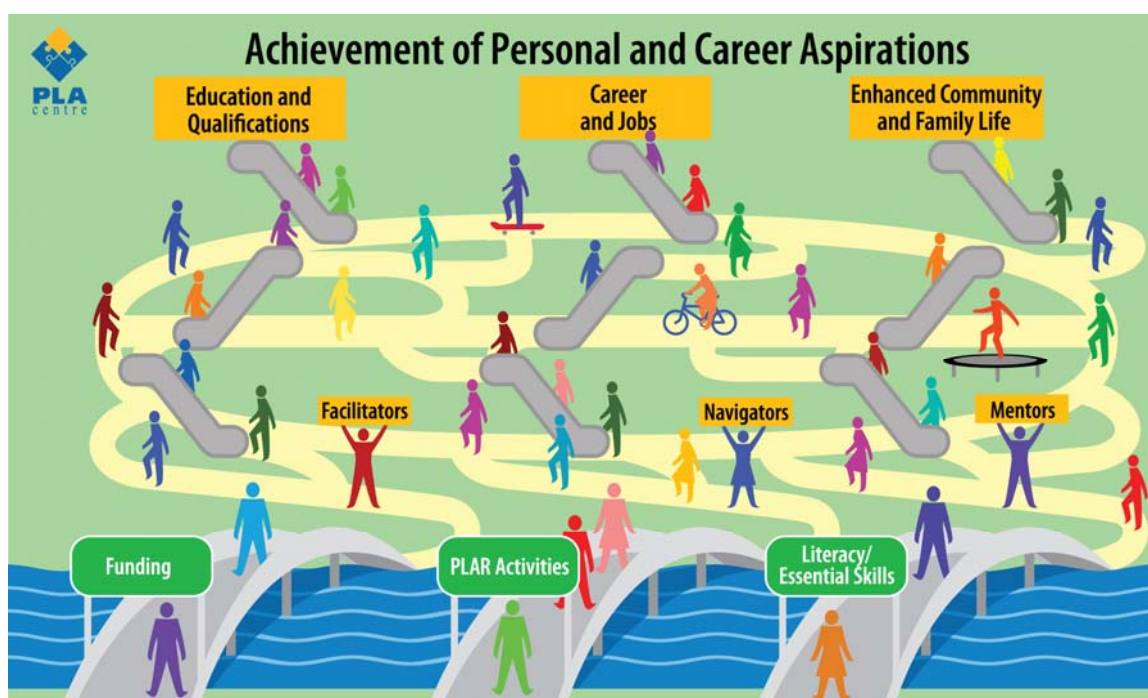 PLA
centre
Achievement of Personal and Career Aspirations
Education and
Qualifications
Career
and Jobs
Enhanced Community
and Family Life
Facilitators
Navigators
Mentors
Funding
PLAR Activities
Literacy/
Essential Skills